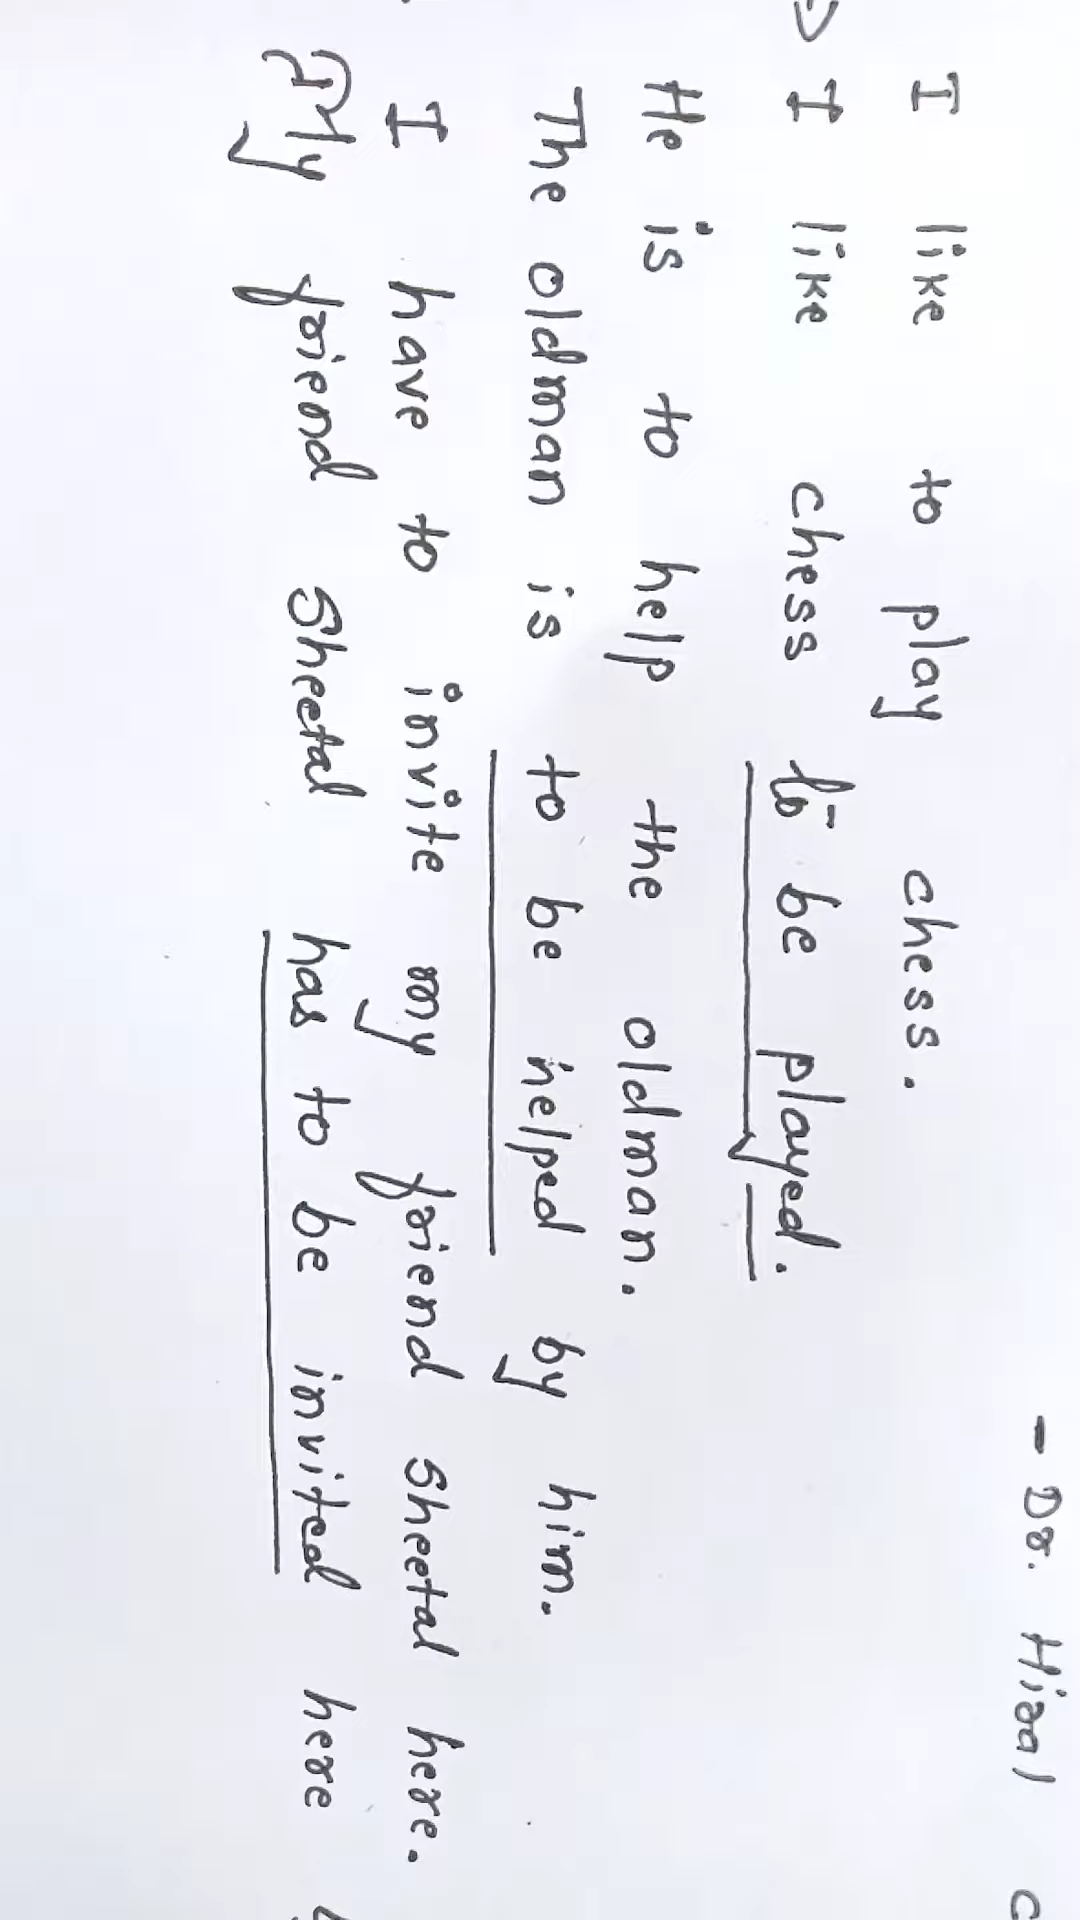 - Dr. Hiral
I like to play chess.
I like chess to be played.
He is to help the oldman.
The oldman is to be helped by him.
I have to invite my friend Sheetal here.
My friend Sheetal has to be invited here